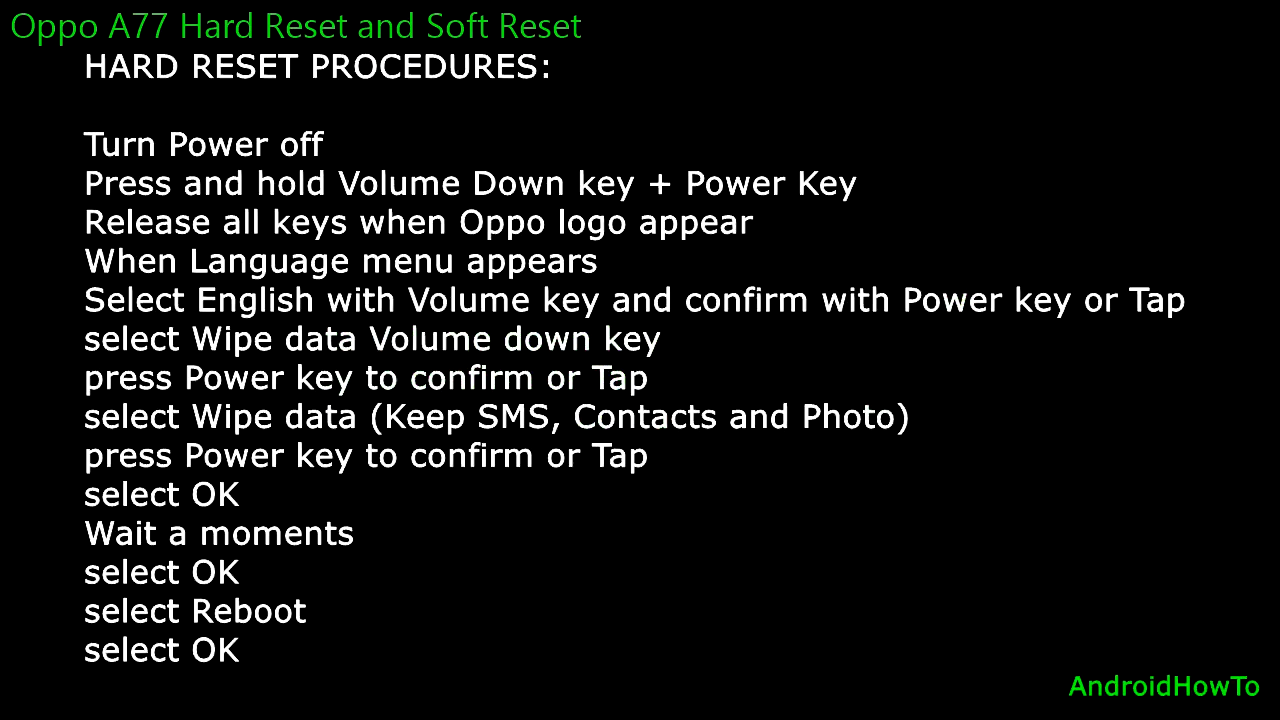 Oppo A77 Hard Reset and Soft Reset
HARD RESET PROCEDURES:
Turn Power off
Press and hold Volume Down key + Power Key
Release all keys when Oppo logo appear
When Language menu appears
Select English with Volume key and confirm with Power key or Tap
select Wipe data Volume down key
press Power key to confirm or Tap
select Wipe data (Keep SMS, Contacts and Photo)
press Power key to confirm or Tap
select OK
Wait a moments
select OK
select Reboot
select OK
AndroidHowTo